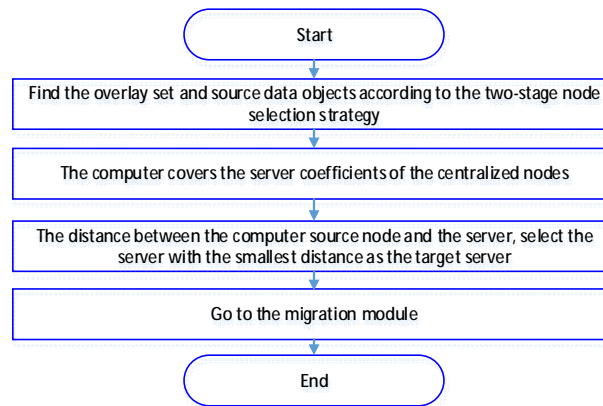 Start
Find the overlay set and source data objects according to the two-stage node
selection strategy
The computer covers the server coefficients of the centralized nodes
The distance between the computer source node and the server, select the
server with the smallest distance as the target server
Go to the migration module
End